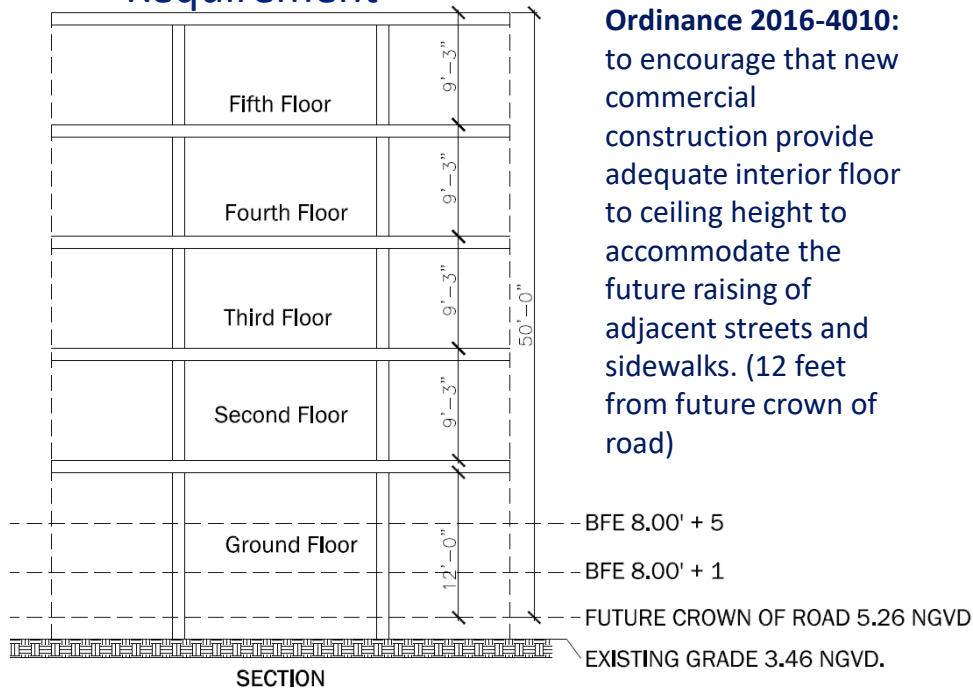 Requirement
Ordinance 2016-4010:
to encourage that new
commercial
construction provide
adequate interior floor
to ceiling height to
accommodate the
future raising of
adjacent streets and
sidewalks. (12 feet
from future crown of
road)
Fifth Floor
9'-3"
Fourth Floor
9'-3"
Third Floor
9'-3"
50'-0"
Second Floor
9'-3"
Ground Floor
12'-0"
BFE 8.00' + 5
BFE 8.00' + 1
FUTURE CROWN OF ROAD 5.26 NGVD
EXISTING GRADE 3.46 NGVD.
SECTION